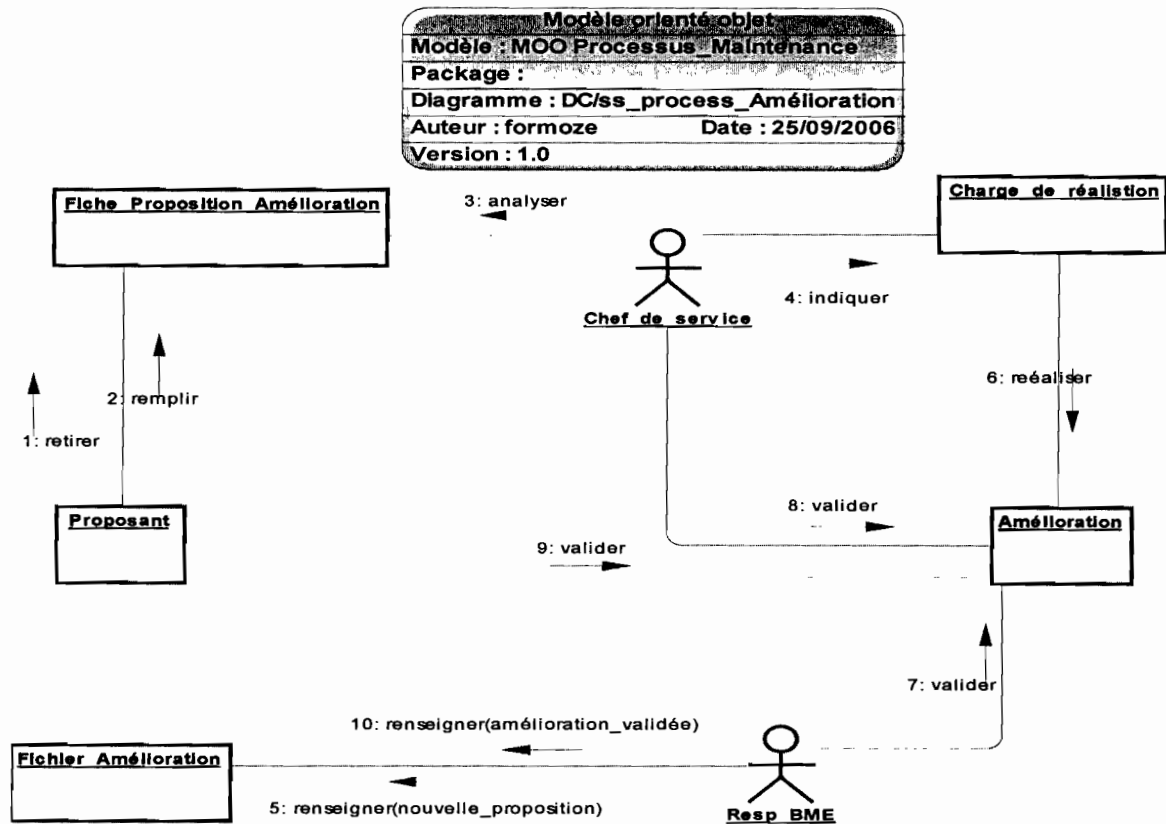 Modèle orienté objet
Modèle : MOO Processus_Maintenance
Package :
Diagramme : DC/ss_process_Amélioration
Auteur : formoze Date : 25/09/2006
Version : 1.0
Fiche Proposition Amélioration
3: analyser
Charge de réalistion
4: indiquer
Chef de service
2: remplir
6: reéaliser
1: retirer
Proposant
8: valider
Amélioration
9: valider
7: valider
10: renseigner(amélioration_validée)
Fichier Amélioration
5: renseigner(nouvelle_proposition)
Resp BME